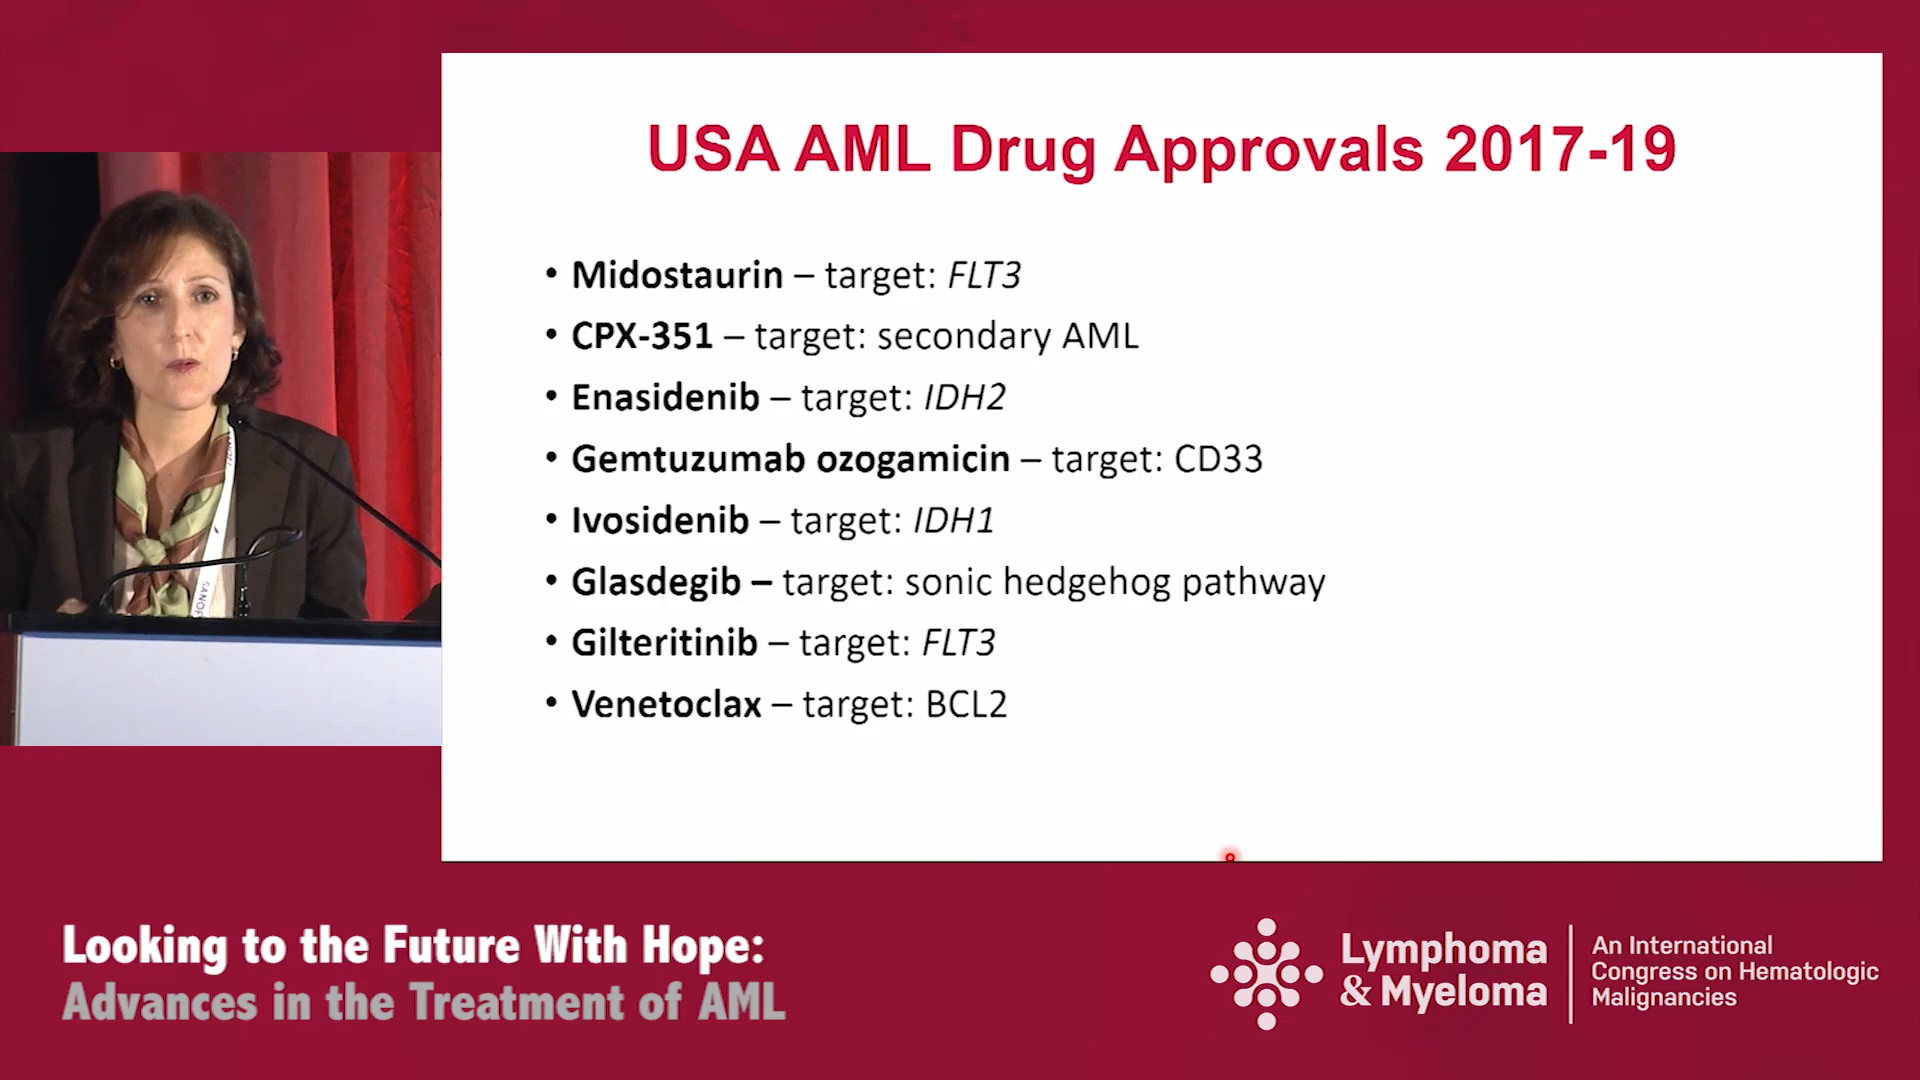 USA AML Drug Approvals 2017-19
• Midostaurin – target: FLT3
• CPX-351 – target: secondary AML
• Enasidenib – target: IDH2
• Gemtuzumab ozogamicin – target: CD33
• Ivosidenib – target: IDH1
• Glasdegib – target: sonic hedgehog pathway
• Gilteritinib – target: FLT3
• Venetoclax – target: BCL2
Looking to the Future With Hope:
Advances in the Treatment of AML
Lymphoma
& Myeloma
An International
Congress on Hematologic
Malignancies